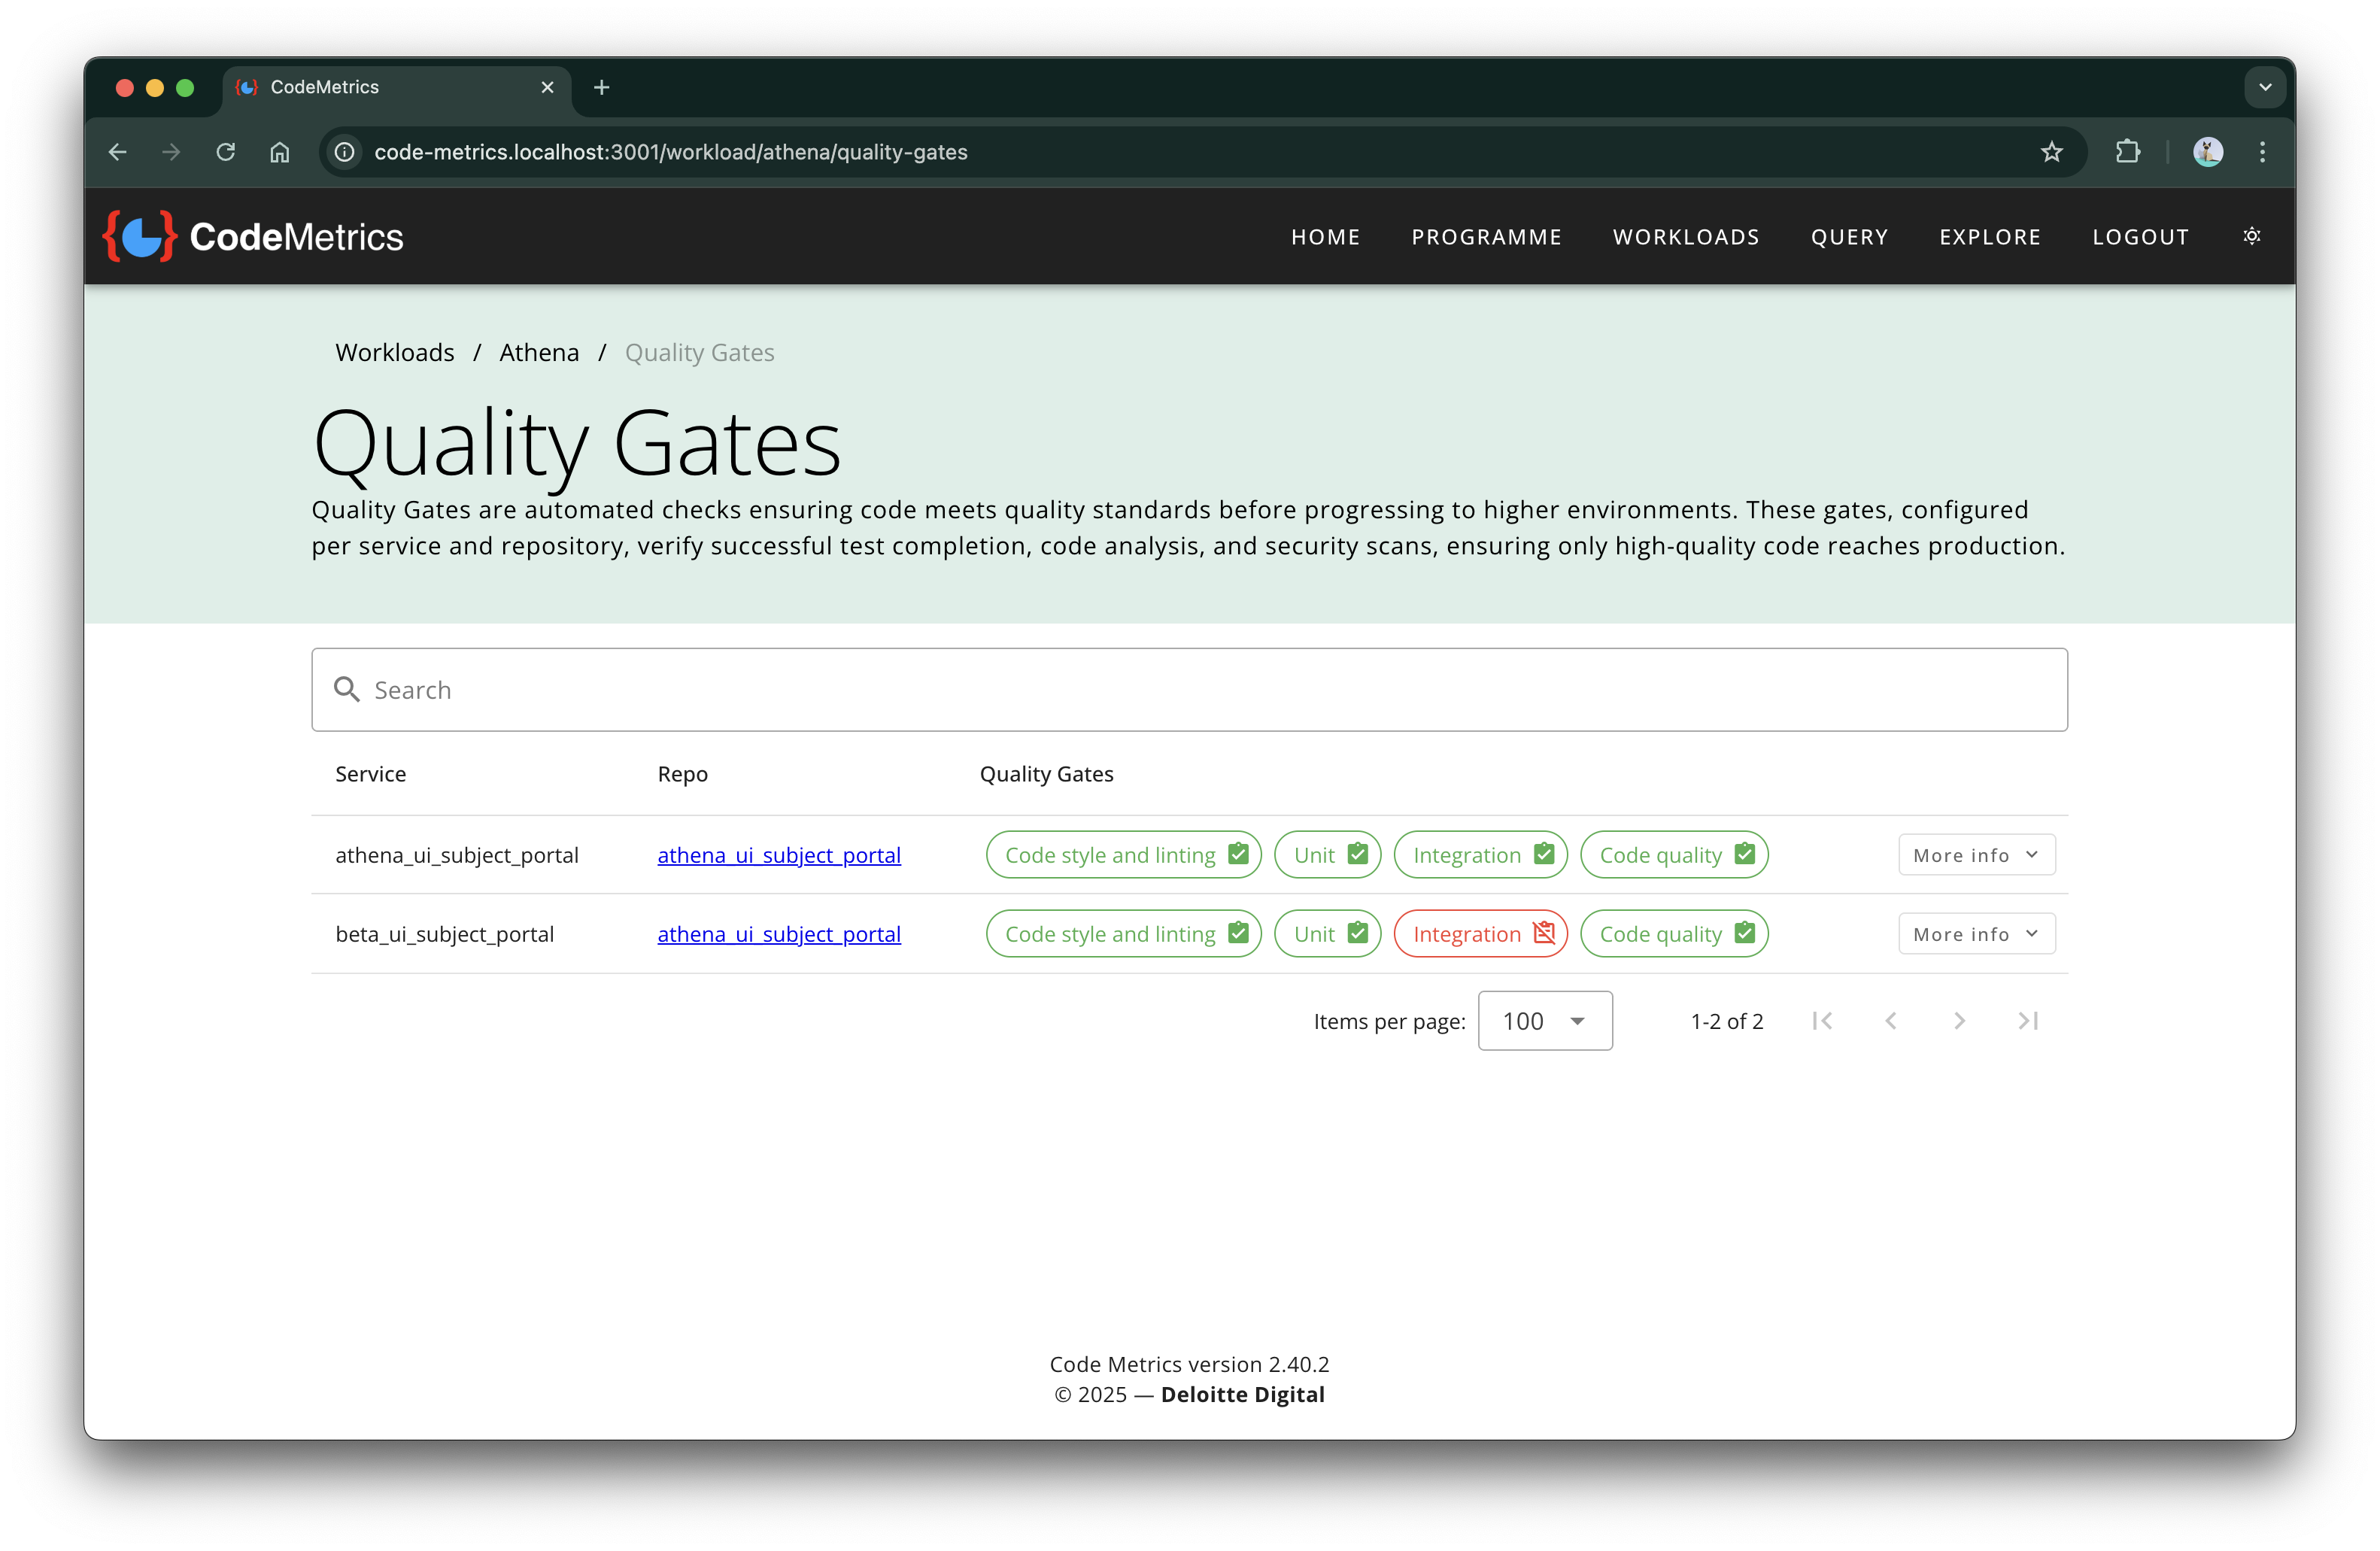 CodeMetrics
code-metrics.localhost:3001/workload/athena/quality-gates
CodeMetrics HOME PROGRAMME WORKLOADS QUERY EXPLORE LOGOUT
Workloads / Athena / Quality Gates
Quality Gates
Quality Gates are automated checks ensuring code meets quality standards before progressing to higher environments. These gates, configured
per service and repository, verify successful test completion, code analysis, and security scans, ensuring only high-quality code reaches production.
Search
Service Repo Quality Gates
athena_ui_subject_portal athena_ui_subject_portal Code style and linting Unit Integration Code quality More info
beta_ui_subject_portal athena_ui_subject_portal Code style and linting Unit Integration Code quality More info
Items per page: 100 1-2 of 2
Code Metrics version 2.40.2
© 2025 — Deloitte Digital